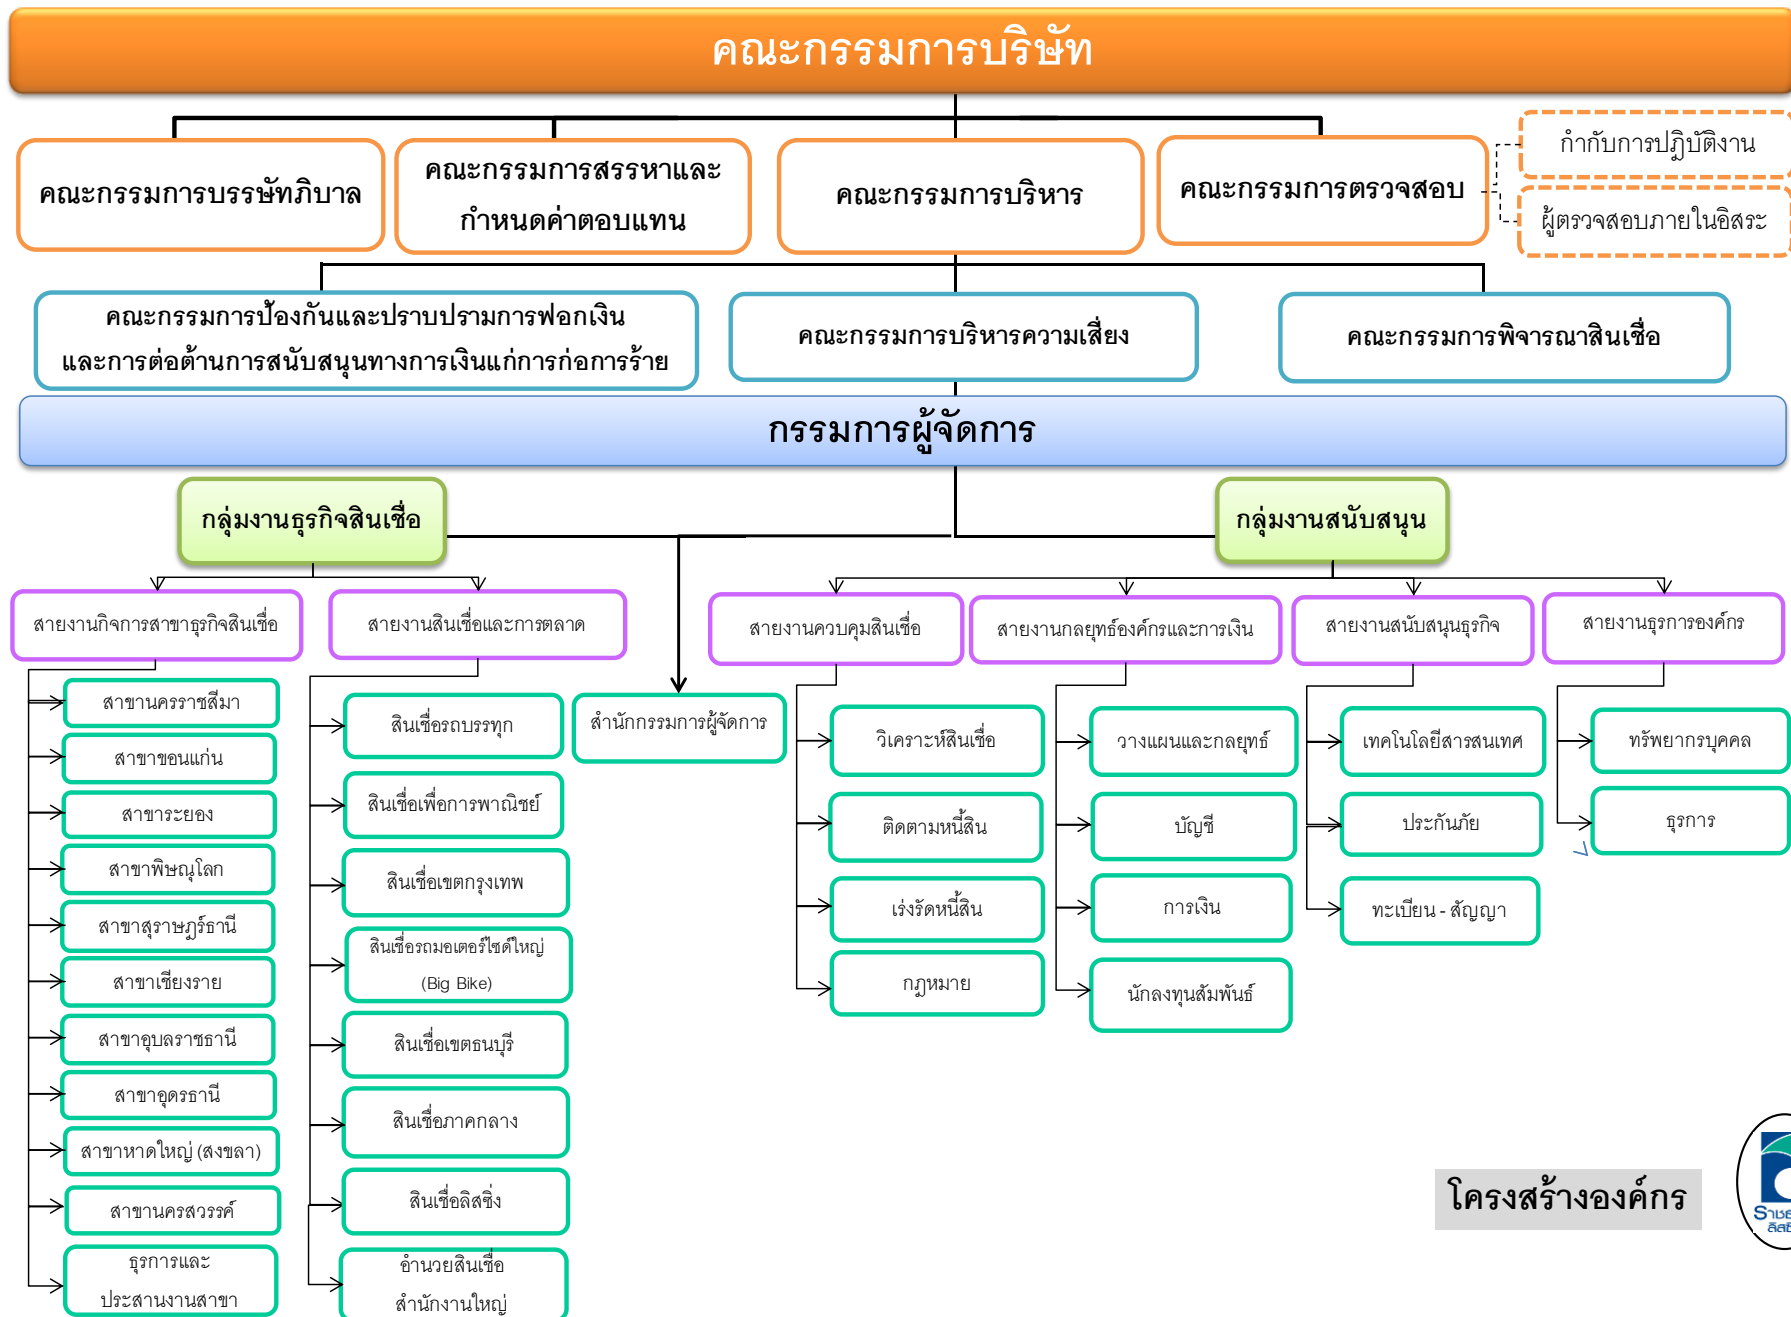 คณะกรรมการบริษัท
คณะกรรมการบรรษัทภิบาล
คณะกรรมการสรรหาและ
กำหนดค่าตอบแทน
คณะกรรมการบริหาร
คณะกรรมการตรวจสอบ
กำกับการปฏิบัติงาน
ผู้ตรวจสอบภายในอิสระ
คณะกรรมการป้องกันและปราบปรามการฟอกเงิน
และการต่อต้านการสนับสนุนทางการเงินแก่การก่อการร้าย
คณะกรรมการบริหารความเสี่ยง
คณะกรรมการพิจารณาสินเชื่อ
กรรมการผู้จัดการ
กลุ่มงานธุรกิจสินเชื่อ
กลุ่มงานสนับสนุน
สายงานกิจการสาขาธุรกิจสินเชื่อ
สายงานสินเชื่อและการตลาด
สายงานควบคุมสินเชื่อ
สายงานกลยุทธ์องค์กรและการเงิน
สายงานสนับสนุนธุรกิจ
สายงานธุรการองค์กร
สาขานครราชสีมา
สาขาขอนแก่น
สาขาระยอง
สาขาพิษณุโลก
สาขาสุราษฎร์ธานี
สาขาเชียงราย
สาขาอุบลราชธานี
สาขาอุดรธานี
สาขาหาดใหญ่ (สงขลา)
สาขานครสวรรค์
ธุรการและ
ประสานงานสาขา
สินเชื่อรถบรรทุก
สินเชื่อเพื่อการพาณิชย์
สินเชื่อเขตกรุงเทพ
สินเชื่อรถมอเตอร์ไซด์ใหญ่
(Big Bike)
สินเชื่อเขตธนบุรี
สินเชื่อภาคกลาง
สินเชื่อลิสซิ่ง
อำนวยสินเชื่อ
สำนักงานใหญ่
สำนักกรรมการผู้จัดการ
วิเคราะห์สินเชื่อ
ติดตามหนี้สิน
เร่งรัดหนี้สิน
กฎหมาย
วางแผนและกลยุทธ์
บัญชี
การเงิน
นักลงทุนสัมพันธ์
เทคโนโลยีสารสนเทศ
ประกันภัย
ทะเบียน - สัญญา
ทรัพยากรบุคคล
ธุรการ
โครงสร้างองค์กร